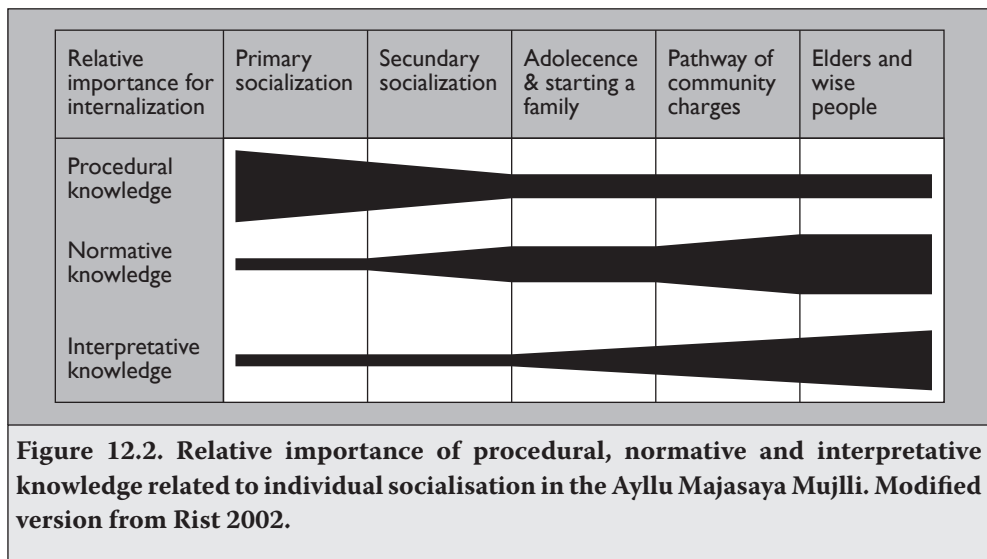 Relative
importance for
internalization
Primary
socialization
Secundary
socialization
Adolecence
& starting a
family
Pathway of
community
charges
Elders and
wise
people
Procedural
knowledge
Normative
knowledge
Interpretative
knowledge
Figure 12.2. Relative importance of procedural, normative and interpretative
knowledge related to individual socialisation in the Ayllu Majasaya Mujlli. Modified
version from Rist 2002.